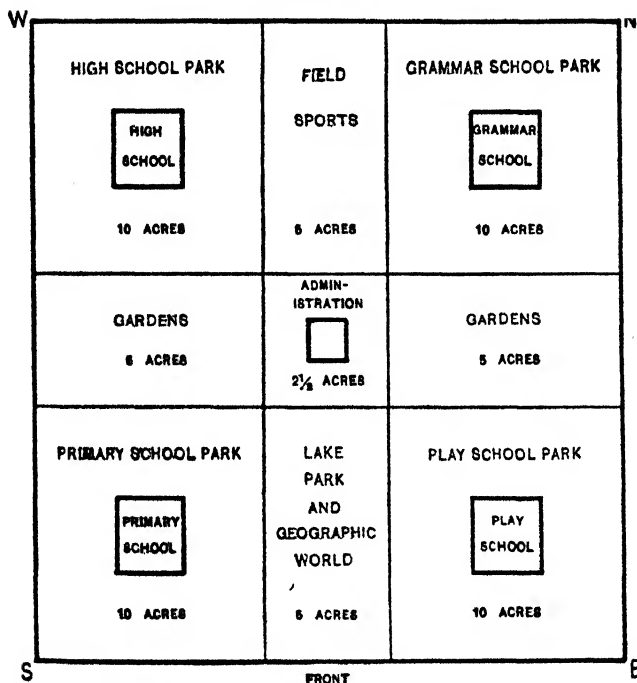 W N
HIGH SCHOOL PARK
HIGH
SCHOOL
10 ACRES
FIELD
SPORTS
5 ACRES
GRAMMAR SCHOOL PARK
GRAMMAR
SCHOOL
10 ACRES
GARDENS
5 ACRES
ADMIN-
ISTRATION
2½ ACRES
GARDENS
5 ACRES
PRIMARY SCHOOL PARK
PRIMARY
SCHOOL
10 ACRES
LAKE
PARK
AND
GEOGRAPHIC
WORLD
5 ACRES
PLAY SCHOOL PARK
PLAY
SCHOOL
10 ACRES
S E
FRONT